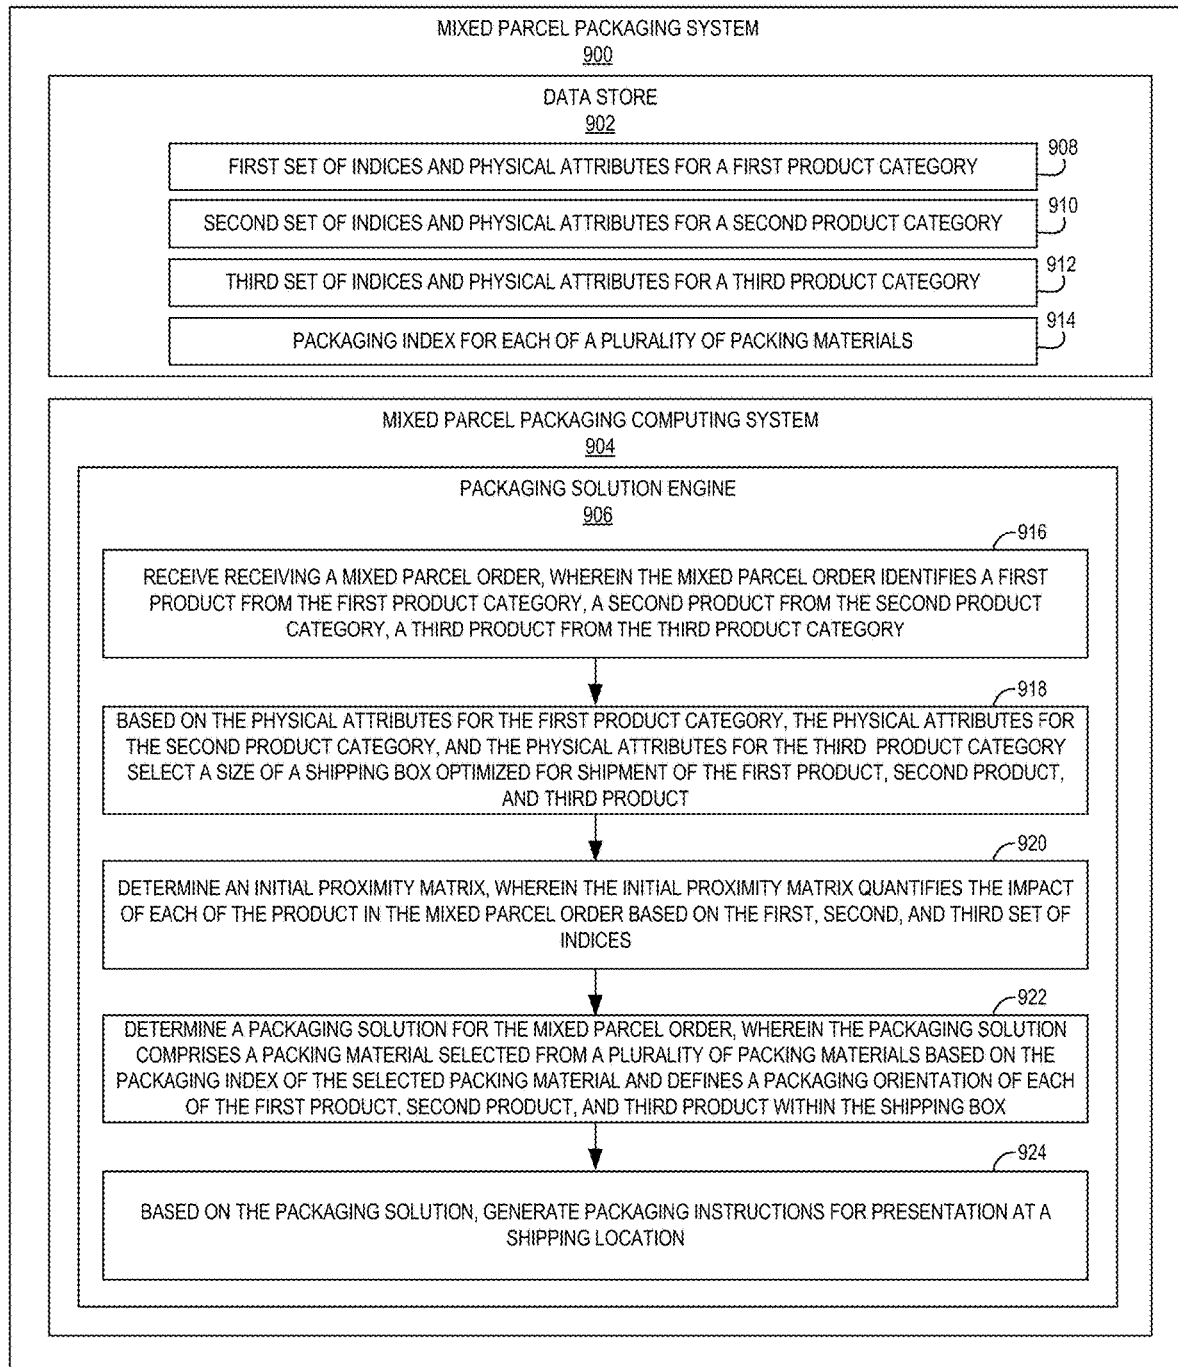 MIXED PARCEL PACKAGING SYSTEM
900
DATA STORE
902
908
FIRST SET OF INDICES AND PHYSICAL ATTRIBUTES FOR A FIRST PRODUCT CATEGORY
910
SECOND SET OF INDICES AND PHYSICAL ATTRIBUTES FOR A SECOND PRODUCT CATEGORY
912
THIRD SET OF INDICES AND PHYSICAL ATTRIBUTES FOR A THIRD PRODUCT CATEGORY
914
PACKAGING INDEX FOR EACH OF A PLURALITY OF PACKING MATERIALS
MIXED PARCEL PACKAGING COMPUTING SYSTEM
904
PACKAGING SOLUTION ENGINE
906
916
RECEIVE RECEIVING A MIXED PARCEL ORDER, WHEREIN THE MIXED PARCEL ORDER IDENTIFIES A FIRST
PRODUCT FROM THE FIRST PRODUCT CATEGORY, A SECOND PRODUCT FROM THE SECOND PRODUCT
CATEGORY, A THIRD PRODUCT FROM THE THIRD PRODUCT CATEGORY
918
BASED ON THE PHYSICAL ATTRIBUTES FOR THE FIRST PRODUCT CATEGORY, THE PHYSICAL ATTRIBUTES FOR
THE SECOND PRODUCT CATEGORY, AND THE PHYSICAL ATTRIBUTES FOR THE THIRD PRODUCT CATEGORY
SELECT A SIZE OF A SHIPPING BOX OPTIMIZED FOR SHIPMENT OF THE FIRST PRODUCT, SECOND PRODUCT,
AND THIRD PRODUCT
920
DETERMINE AN INITIAL PROXIMITY MATRIX, WHEREIN THE INITIAL PROXIMITY MATRIX QUANTIFIES THE IMPACT
OF EACH OF THE PRODUCT IN THE MIXED PARCEL ORDER BASED ON THE FIRST, SECOND, AND THIRD SET OF
INDICES
922
DETERMINE A PACKAGING SOLUTION FOR THE MIXED PARCEL ORDER, WHEREIN THE PACKAGING SOLUTION
COMPRISES A PACKING MATERIAL SELECTED FROM A PLURALITY OF PACKING MATERIALS BASED ON THE
PACKAGING INDEX OF THE SELECTED PACKING MATERIAL AND DEFINES A PACKAGING ORIENTATION OF EACH
OF THE FIRST PRODUCT, SECOND PRODUCT, AND THIRD PRODUCT WITHIN THE SHIPPING BOX
924
BASED ON THE PACKAGING SOLUTION, GENERATE PACKAGING INSTRUCTIONS FOR PRESENTATION AT A
SHIPPING LOCATION